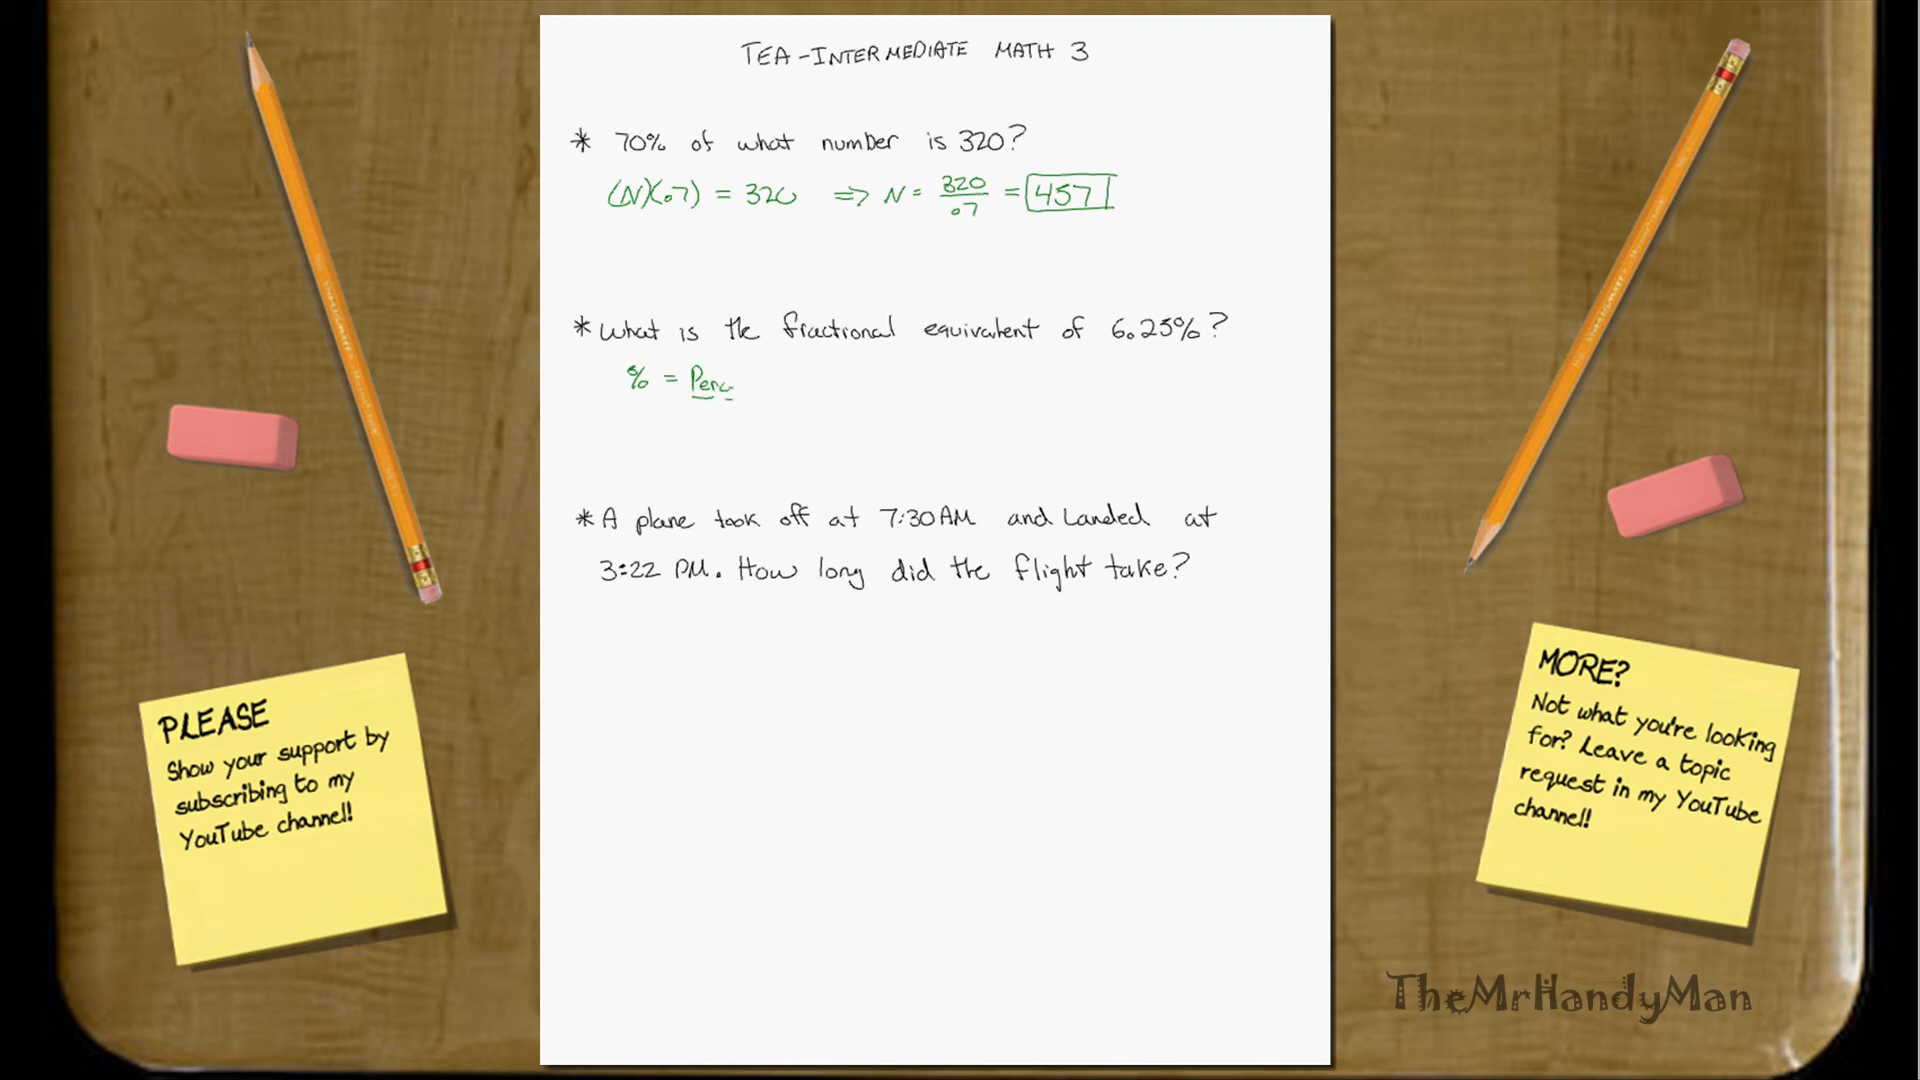 TEA-INTERMEDIATE MATH 3
* 70% of what number is 320?
(N)(.7) = 320 => N = 320/.7 = 457
* What is the fractional equivalent of 6.25%?
% = Perc
* A plane took off at 7:30 AM and Landed at
3:22 PM. How long did the flight take?
PLEASE
Show your support by
subscribing to my
YouTube channel!
MORE?
Not what you're looking
for? Leave a topic
request in my YouTube
channel!
TheMrHandyMan